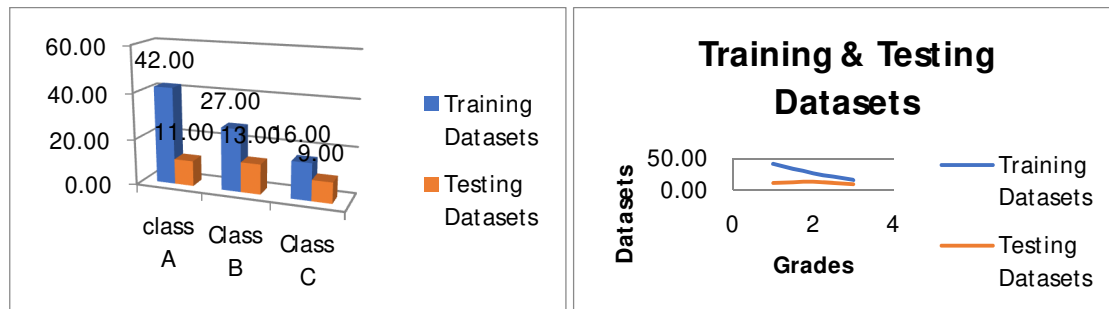 60.00
42.00
40.00
27.00
20.00
11.00
13.00
16.00
9.00
0.00
class A
Class B
Class C
Training
Datasets
Testing
Datasets
Training & Testing
Datasets
50.00
0.00
0 2 4
Datasets
Grades
Training
Datasets
Testing
Datasets